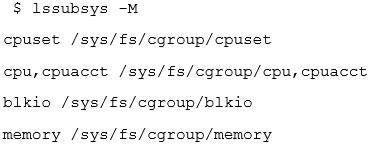 $ lssubsys -M
cpuset /sys/fs/cgroup/cpuset
cpu,cpuacct /sys/fs/cgroup/cpu,cpuacct
blkio /sys/fs/cgroup/blkio
memory /sys/fs/cgroup/memory